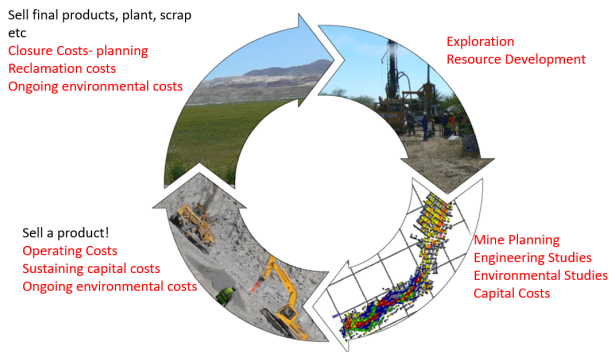 Sell final products, plant, scrap
etc
Closure Costs- planning
Reclamation costs
Ongoing environmental costs
Exploration
Resource Development
Mine Planning
Engineering Studies
Environmental Studies
Capital Costs
Sell a product!
Operating Costs
Sustaining capital costs
Ongoing environmental costs